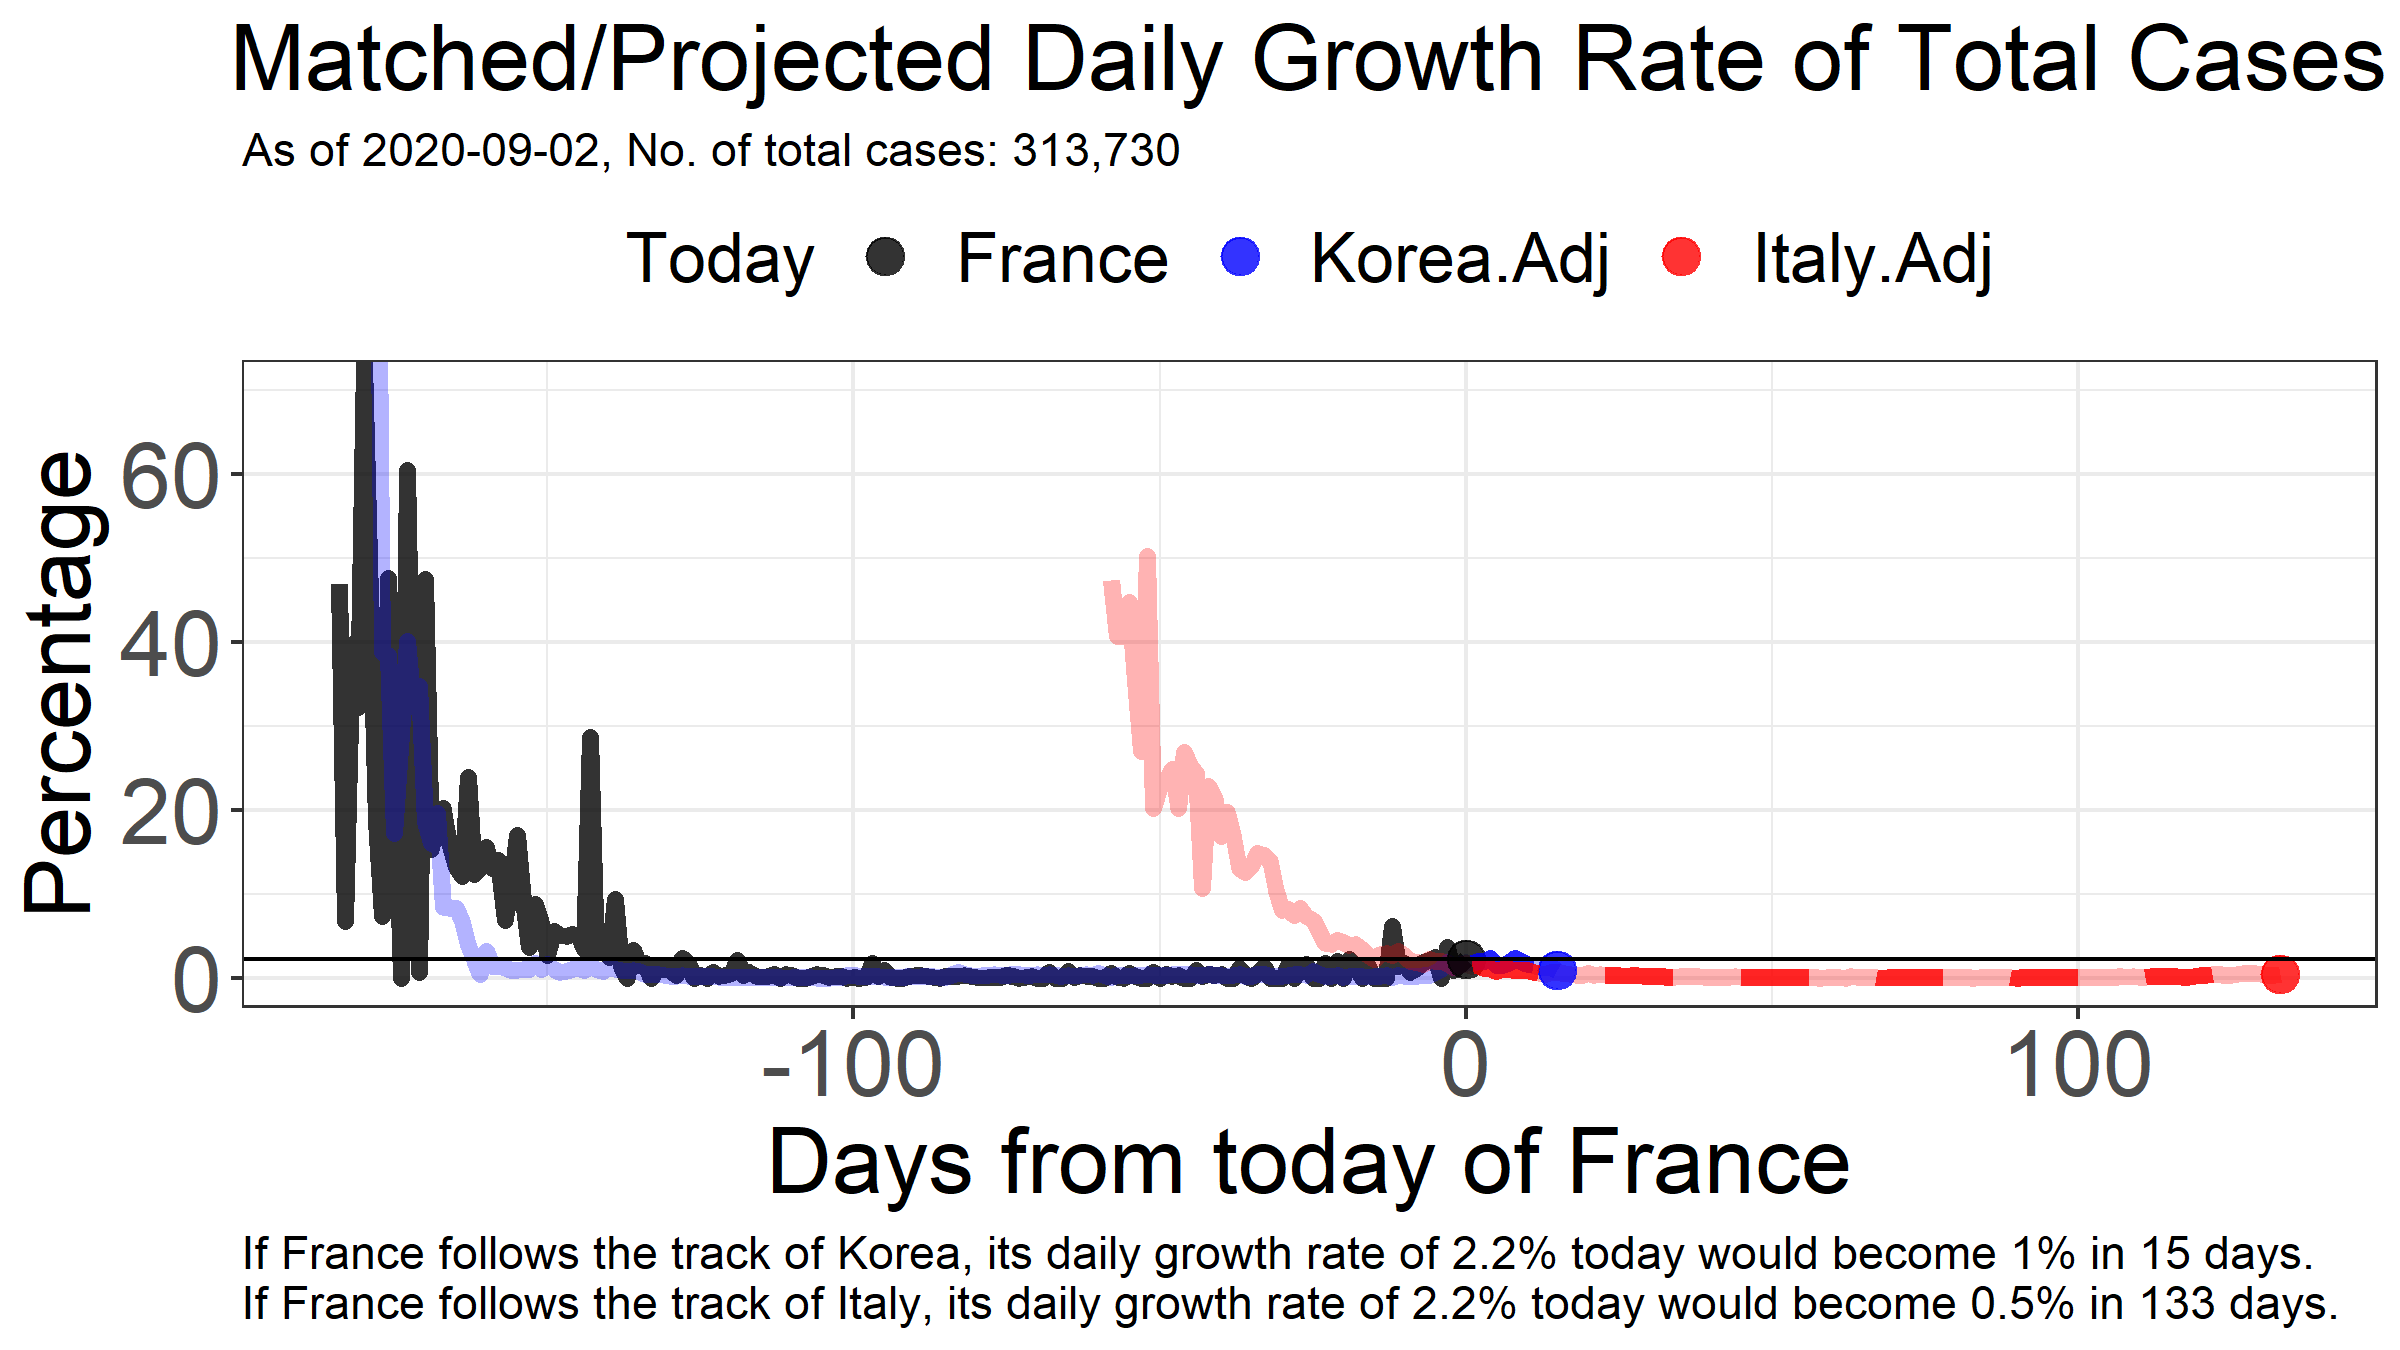 Matched/Projected Daily Growth Rate of Total Cases
As of 2020-09-02, No. of total cases: 313,730
Today France Korea.Adj Italy.Adj
Percentage
60
40
20
0
-100 0 100
Days from today of France
If France follows the track of Korea, its daily growth rate of 2.2% today would become 1% in 15 days.
If France follows the track of Italy, its daily growth rate of 2.2% today would become 0.5% in 133 days.